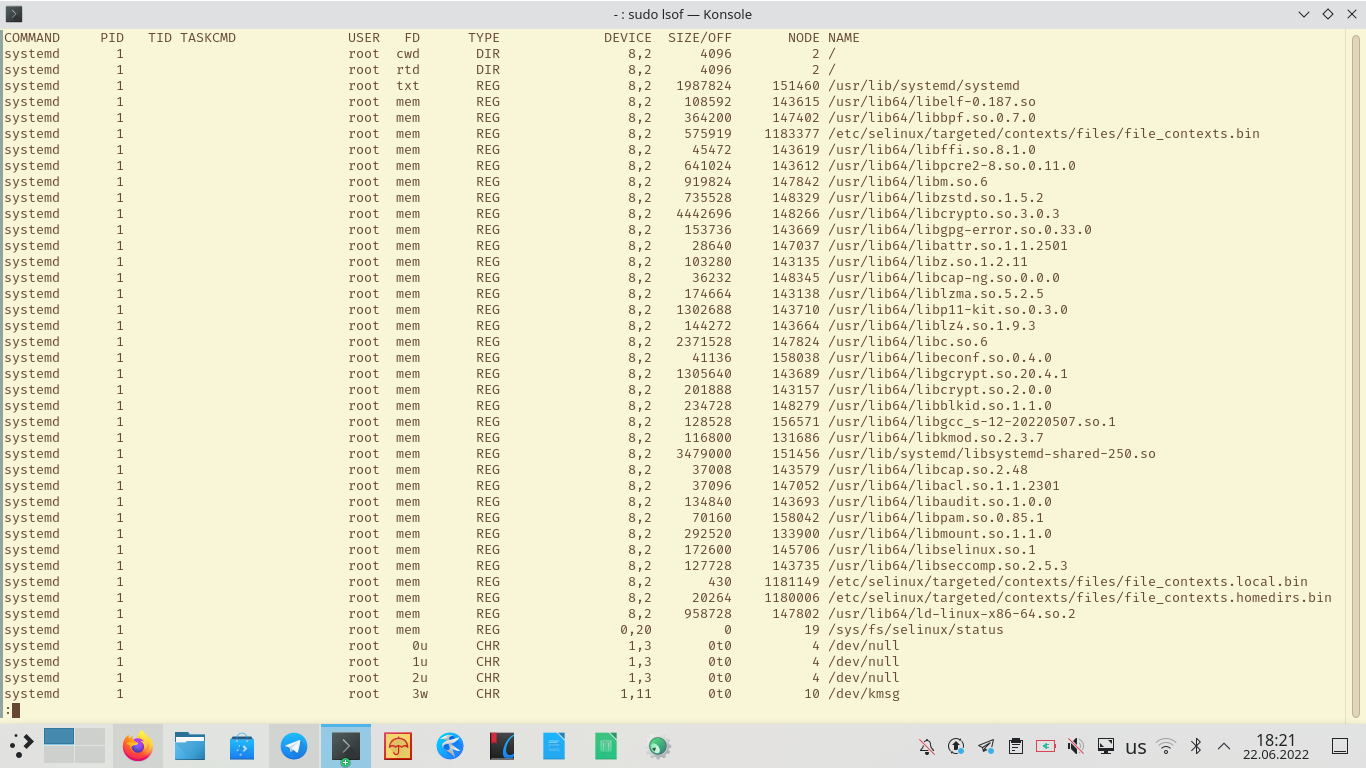 - : sudo lsof — Konsole
COMMAND PID TID TASKCMD USER FD TYPE DEVICE SIZE/OFF NODE NAME
systemd 1 root cwd DIR 8,2 4096 2 /
systemd 1 root rtd DIR 8,2 4096 2 /
systemd 1 root txt REG 8,2 1987824 151460 /usr/lib/systemd/systemd
systemd 1 root mem REG 8,2 108592 143615 /usr/lib64/libelf-0.187.so
systemd 1 root mem REG 8,2 364200 147402 /usr/lib64/libbpf.so.0.7.0
systemd 1 root mem REG 8,2 575919 1183377 /etc/selinux/targeted/contexts/files/file_contexts.bin
systemd 1 root mem REG 8,2 45472 143619 /usr/lib64/libffi.so.8.1.0
systemd 1 root mem REG 8,2 641024 143612 /usr/lib64/libpcre2-8.so.0.11.0
systemd 1 root mem REG 8,2 919824 147842 /usr/lib64/libm.so.6
systemd 1 root mem REG 8,2 735528 148329 /usr/lib64/libzstd.so.1.5.2
systemd 1 root mem REG 8,2 4442696 148266 /usr/lib64/libcrypto.so.3.0.3
systemd 1 root mem REG 8,2 153736 143669 /usr/lib64/libgpg-error.so.0.33.0
systemd 1 root mem REG 8,2 28640 147037 /usr/lib64/libattr.so.1.1.2501
systemd 1 root mem REG 8,2 103280 143135 /usr/lib64/libz.so.1.2.11
systemd 1 root mem REG 8,2 36232 148345 /usr/lib64/libcap-ng.so.0.0.0
systemd 1 root mem REG 8,2 174664 143138 /usr/lib64/liblzma.so.5.2.5
systemd 1 root mem REG 8,2 1302688 143710 /usr/lib64/libp11-kit.so.0.3.0
systemd 1 root mem REG 8,2 144272 143664 /usr/lib64/liblz4.so.1.9.3
systemd 1 root mem REG 8,2 2371528 147824 /usr/lib64/libc.so.6
systemd 1 root mem REG 8,2 41136 158038 /usr/lib64/libeconf.so.0.4.0
systemd 1 root mem REG 8,2 1305640 143689 /usr/lib64/libgcrypt.so.20.4.1
systemd 1 root mem REG 8,2 201888 143157 /usr/lib64/libcrypt.so.2.0.0
systemd 1 root mem REG 8,2 234728 148279 /usr/lib64/libblkid.so.1.1.0
systemd 1 root mem REG 8,2 128528 156571 /usr/lib64/libgcc_s-12-20220507.so.1
systemd 1 root mem REG 8,2 116800 131686 /usr/lib64/libkmod.so.2.3.7
systemd 1 root mem REG 8,2 3479000 151456 /usr/lib/systemd/libsystemd-shared-250.so
systemd 1 root mem REG 8,2 37008 143579 /usr/lib64/libcap.so.2.48
systemd 1 root mem REG 8,2 37096 147052 /usr/lib64/libacl.so.1.1.2301
systemd 1 root mem REG 8,2 134840 143693 /usr/lib64/libaudit.so.1.0.0
systemd 1 root mem REG 8,2 70160 158042 /usr/lib64/libpam.so.0.85.1
systemd 1 root mem REG 8,2 292520 133900 /usr/lib64/libmount.so.1.1.0
systemd 1 root mem REG 8,2 172600 145706 /usr/lib64/libselinux.so.1
systemd 1 root mem REG 8,2 127728 143735 /usr/lib64/libseccomp.so.2.5.3
systemd 1 root mem REG 8,2 430 1181149 /etc/selinux/targeted/contexts/files/file_contexts.local.bin
systemd 1 root mem REG 8,2 20264 1180006 /etc/selinux/targeted/contexts/files/file_contexts.homedirs.bin
systemd 1 root mem REG 8,2 958728 147802 /usr/lib64/ld-linux-x86-64.so.2
systemd 1 root mem REG 0,20 0 19 /sys/fs/selinux/status
systemd 1 root 0u CHR 1,3 0t0 4 /dev/null
systemd 1 root 1u CHR 1,3 0t0 4 /dev/null
systemd 1 root 2u CHR 1,3 0t0 4 /dev/null
systemd 1 root 3w CHR 1,11 0t0 10 /dev/kmsg
:
us
18:21
22.06.2022